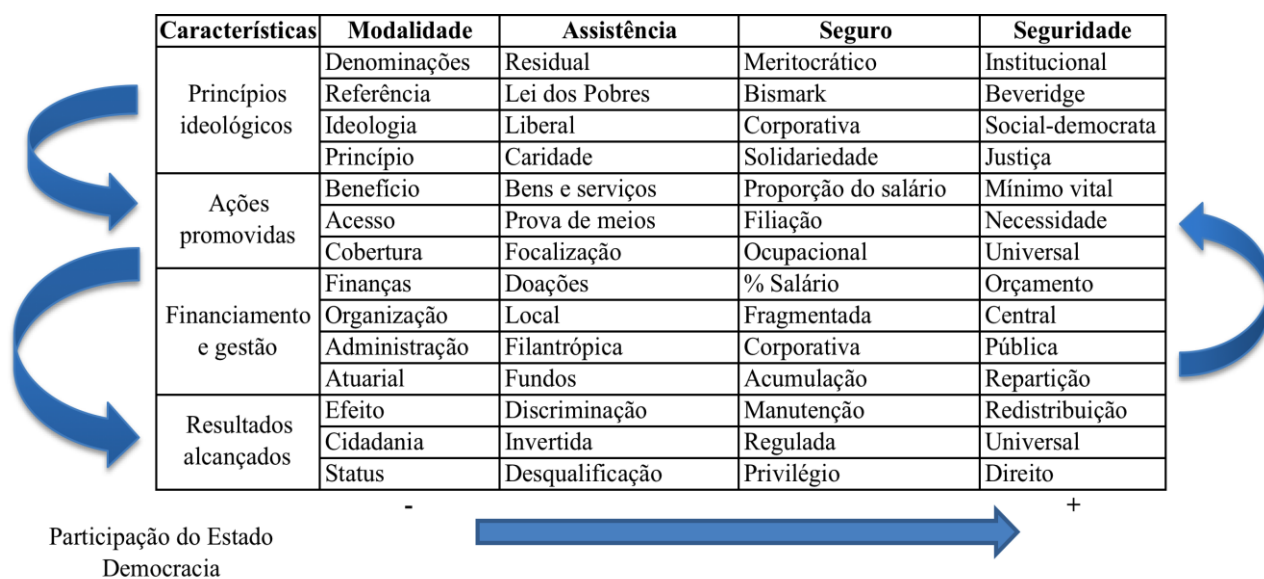 Características Modalidade Assistência Seguro Seguridade
Denominações Residual Meritocrático Institucional
Princípios ideológicos Referência Lei dos Pobres Bismark Beveridge
Ideologia Liberal Corporativa Social-democrata
Princípio Caridade Solidariedade Justiça
Benefício Bens e serviços Proporção do salário Mínimo vital
Ações promovidas Acesso Prova de meios Filiação Necessidade
Cobertura Focalização Ocupacional Universal
Finanças Doações % Salário Orçamento
Financiamento e gestão Organização Local Fragmentada Central
Administração Filantrópica Corporativa Pública
Atuarial Fundos Acumulação Repartição
Efeito Discriminação Manutenção Redistribuição
Resultados alcançados Cidadania Invertida Regulada Universal
Status Desqualificação Privilégio Direito
- +
Participação do Estado
Democracia